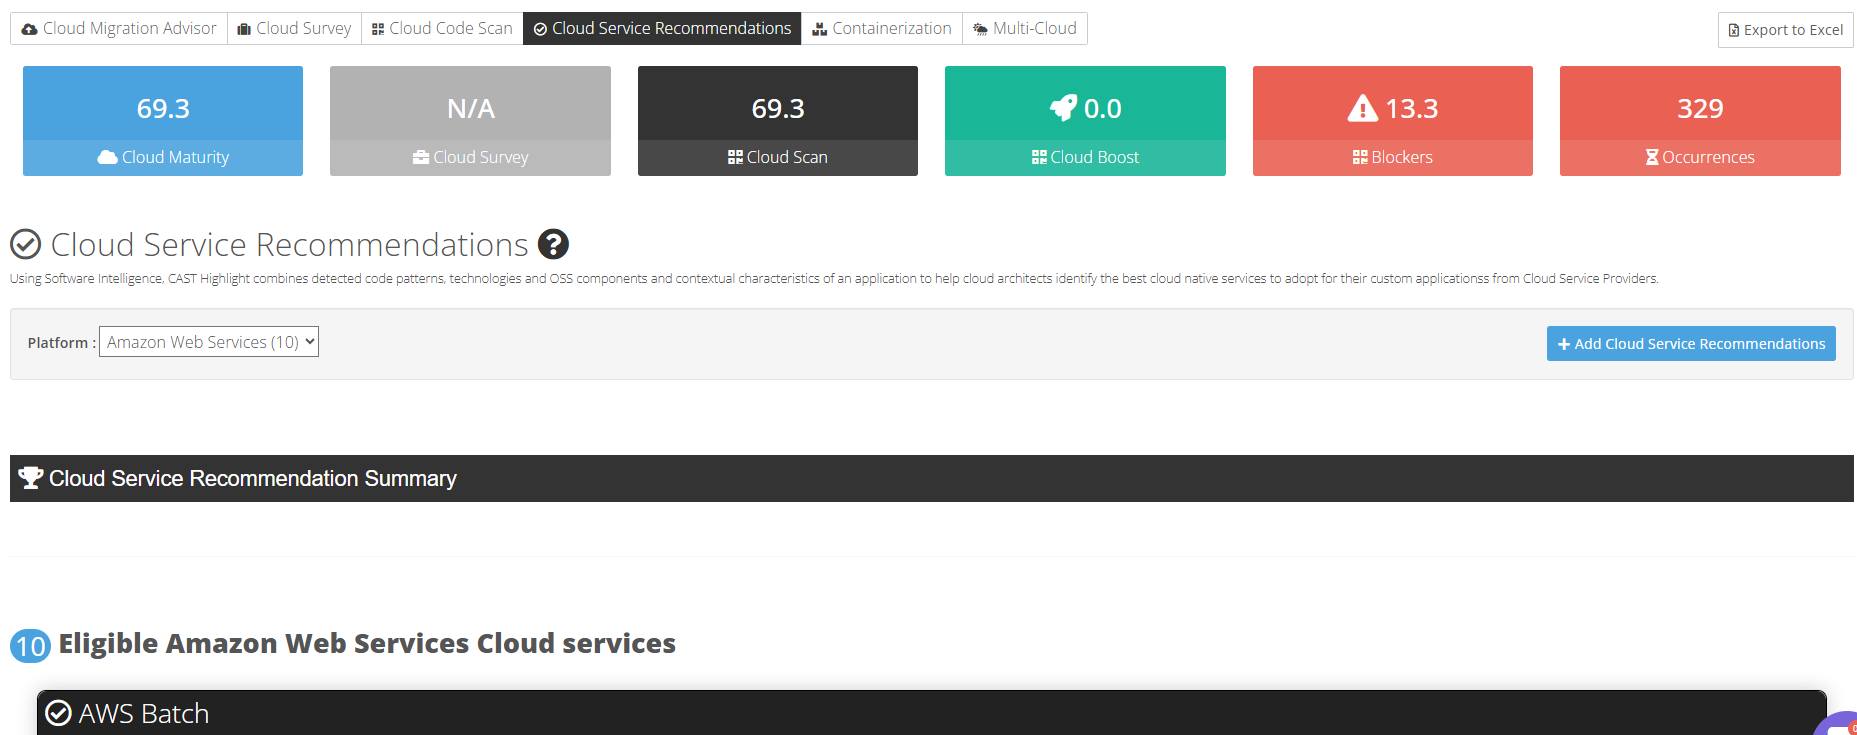 Cloud Migration Advisor Cloud Survey Cloud Code Scan Cloud Service Recommendations Containerization Multi-Cloud Export to Excel
69.3 N/A 69.3 0.0 13.3 329
Cloud Maturity Cloud Survey Cloud Scan Cloud Boost Blockers Occurrences
Cloud Service Recommendations ?
Using Software Intelligence, CAST Highlight combines detected code patterns, technologies and OSS components and contextual characteristics of an application to help cloud architects identify the best cloud native services to adopt for their custom applicationss from Cloud Service Providers.
Platform : Amazon Web Services (10) + Add Cloud Service Recommendations
Cloud Service Recommendation Summary
10 Eligible Amazon Web Services Cloud services
AWS Batch